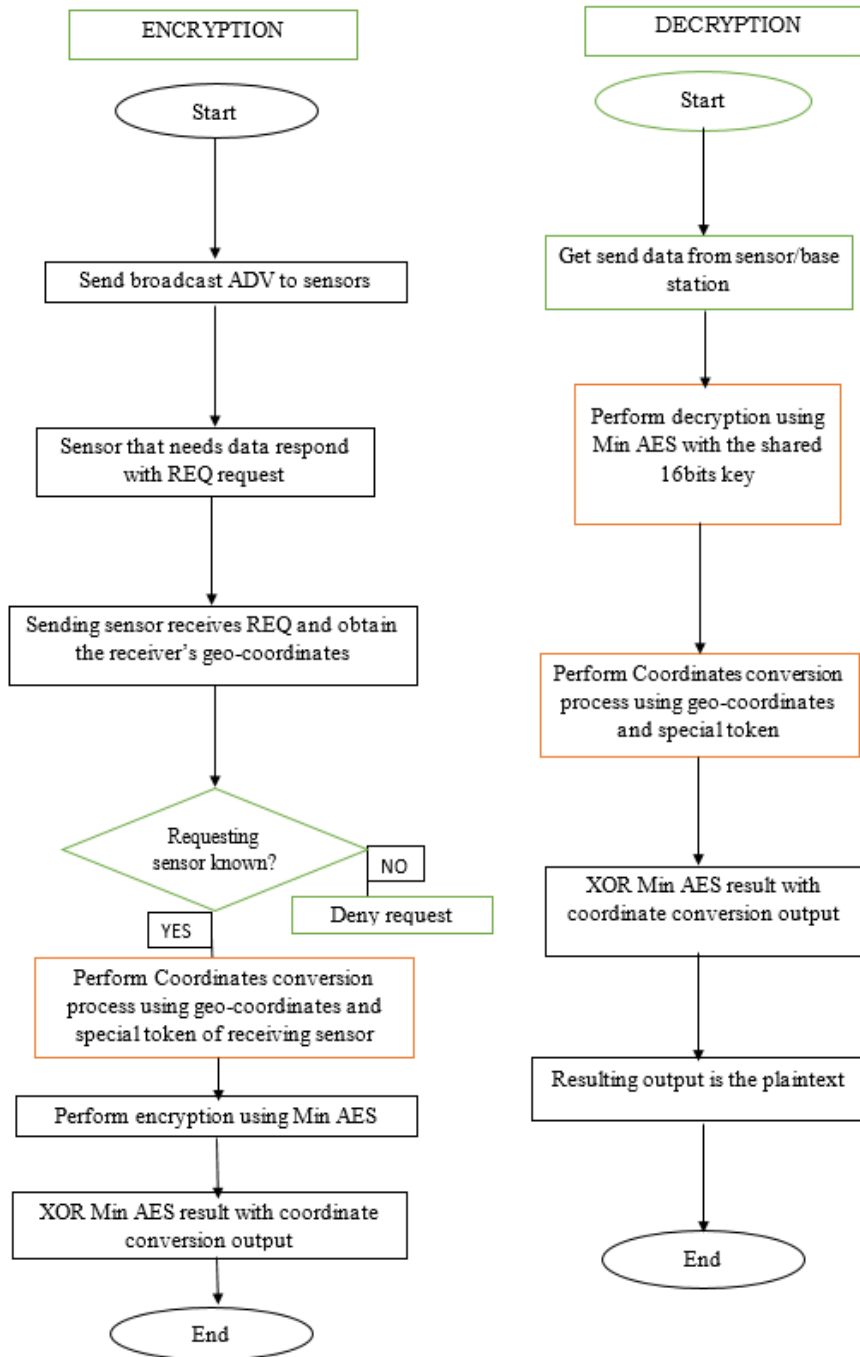 ENCRYPTION
Start
Send broadcast ADV to sensors
Sensor that needs data respond
with REQ request
Sending sensor receives REQ and obtain
the receiver's geo-coordinates
Requesting
sensor known?
NO
Deny request
YES
Perform Coordinates conversion
process using geo-coordinates and
special token of receiving sensor
Perform encryption using Min AES
XOR Min AES result with coordinate
conversion output
End
DECRYPTION
Start
Get send data from sensor/base
station
Perform decryption using
Min AES with the shared
16bits key
Perform Coordinates conversion
process using geo-coordinates
and special token
XOR Min AES result with
coordinate conversion output
Resulting output is the plaintext
End